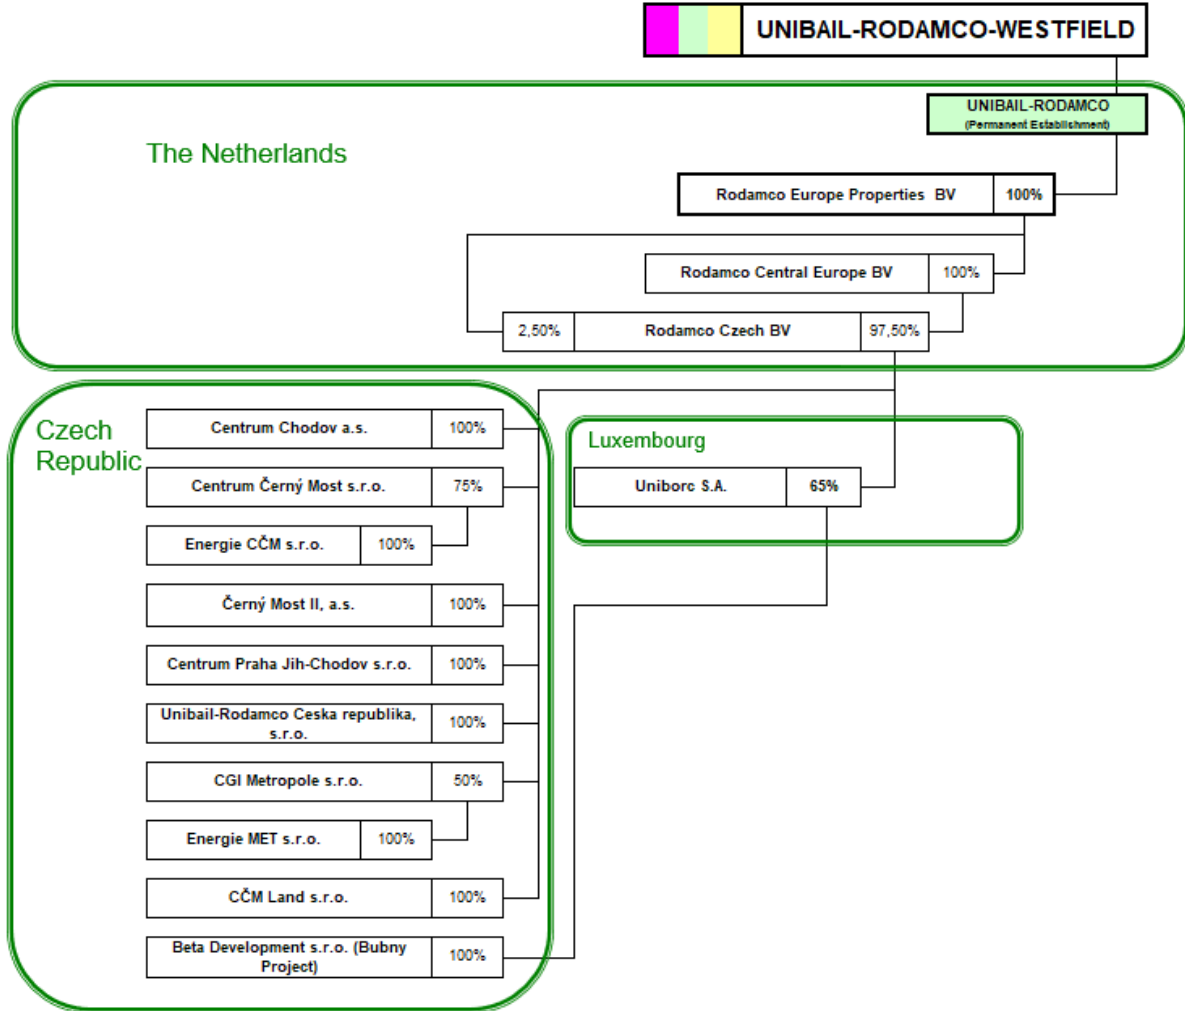 UNIBAIL-RODAMCO-WESTFIELD
UNIBAIL-RODAMCO
(Permanent Establishment)
The Netherlands
Rodamco Europe Properties BV 100%
Rodamco Central Europe BV 100%
2,50% Rodamco Czech BV 97,50%
Czech
Republic
Centrum Chodov a.s. 100%
Luxembourg
Centrum Černý Most s.r.o. 75%
Uniborc S.A. 65%
Energie CČM s.r.o. 100%
Černý Most II, a.s. 100%
Centrum Praha Jih-Chodov s.r.o. 100%
Unibail-Rodamco Ceska republika,
s.r.o.
100%
CGI Metropole s.r.o. 50%
Energie MET s.r.o. 100%
CČM Land s.r.o. 100%
Beta Development s.r.o. (Bubny
Project)
100%